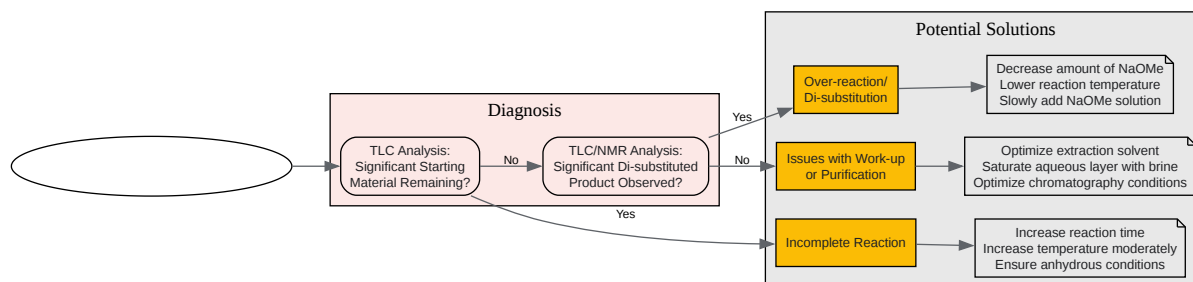 Potential Solutions
Diagnosis
TLC Analysis:
Significant Starting
Material Remaining?
No
TLC/NMR Analysis:
Significant Di-substituted
Product Observed?
Yes
No
Yes
Over-reaction/
Di-substitution
Decrease amount of NaOMe
Lower reaction temperature
Slowly add NaOMe solution
Issues with Work-up
or Purification
Optimize extraction solvent
Saturate aqueous layer with brine
Optimize chromatography conditions
Incomplete Reaction
Increase reaction time
Increase temperature moderately
Ensure anhydrous conditions